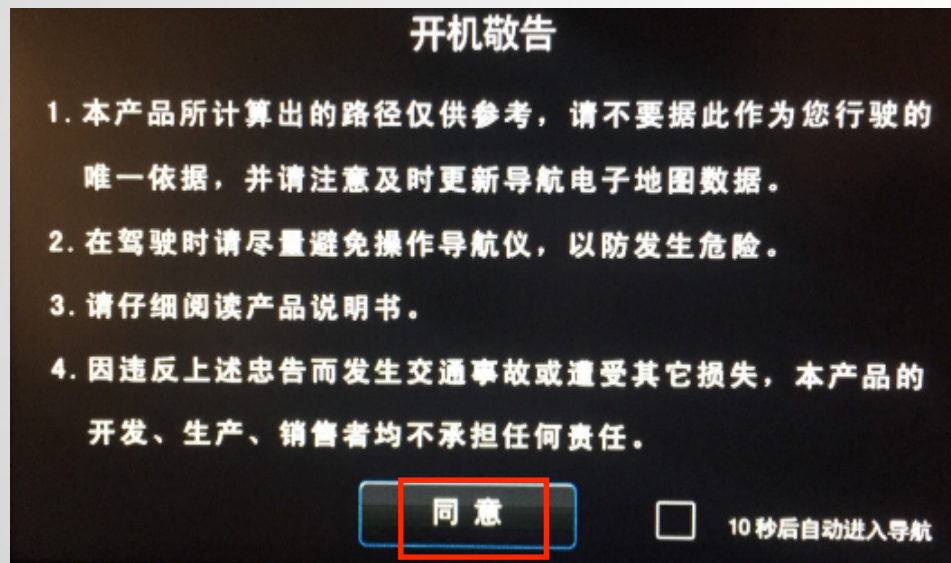 开机敬告
1. 本产品所计算出的路径仅供参考，请不要据此作为您行驶的
唯一依据，并请注意及时更新导航电子地图数据。
2. 在驾驶时请尽量避免操作导航仪，以防发生危险。
3. 请仔细阅读产品说明书。
4. 因违反上述忠告而发生交通事故或遭受其它损失，本产品的
开发、生产、销售者均不承担任何责任。
同意
10秒后自动进入导航